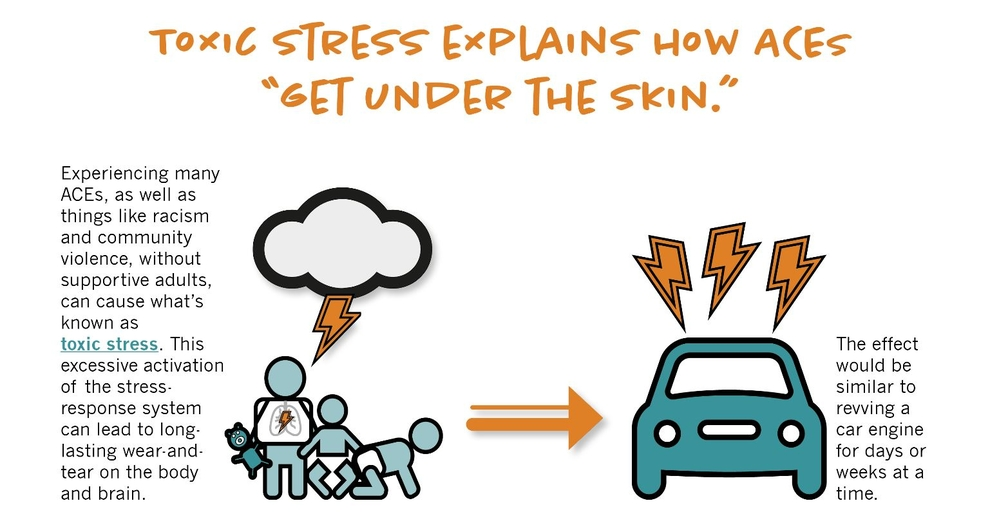 TOXIC STRESS EXPLAINS HOW ACEs
“GET UNDER THE SKIN.”
Experiencing many
ACEs, as well as
things like racism
and community
violence, without
supportive adults,
can cause what’s
known as
toxic stress. This
excessive activation
of the stress-
response system
can lead to long-
lasting wear-and-
tear on the body
and brain.
The effect
would be
similar to
revving a
car engine
for days or
weeks at a
time.